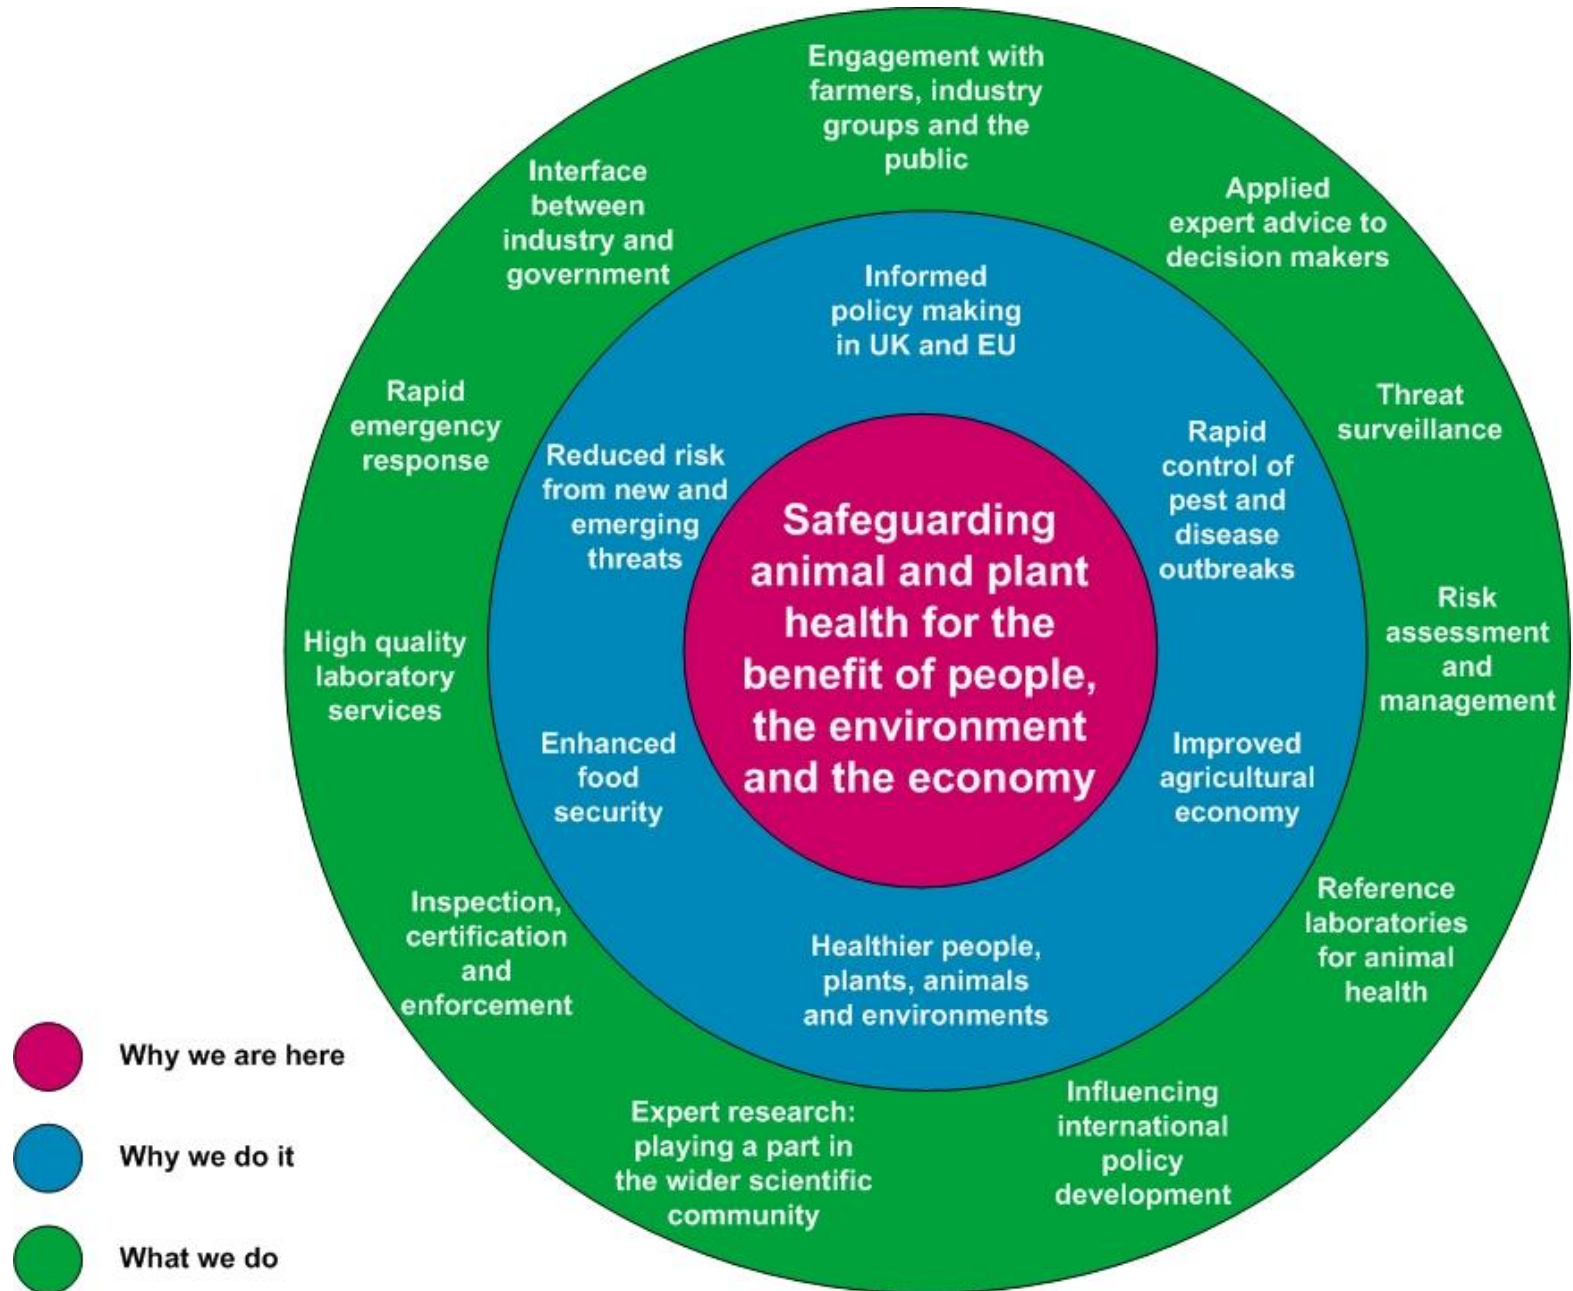 Engagement with
farmers, industry
groups and the
public
Applied
expert advice to
decision makers
Threat
surveillance
Risk
assessment
and
management
Reference
laboratories
for animal
health
Influencing
international
policy
development
Expert research:
playing a part in
the wider scientific
community
Inspection,
certification
and
enforcement
High quality
laboratory
services
Rapid
emergency
response
Interface
between
industry and
government
Informed
policy making
in UK and EU
Rapid
control of
pest and
disease
outbreaks
Improved
agricultural
economy
Healthier people,
plants, animals
and environments
Enhanced
food
security
Reduced risk
from new and
emerging
threats
Safeguarding
animal and plant
health for the
benefit of people,
the environment
and the economy
Why we are here
Why we do it
What we do